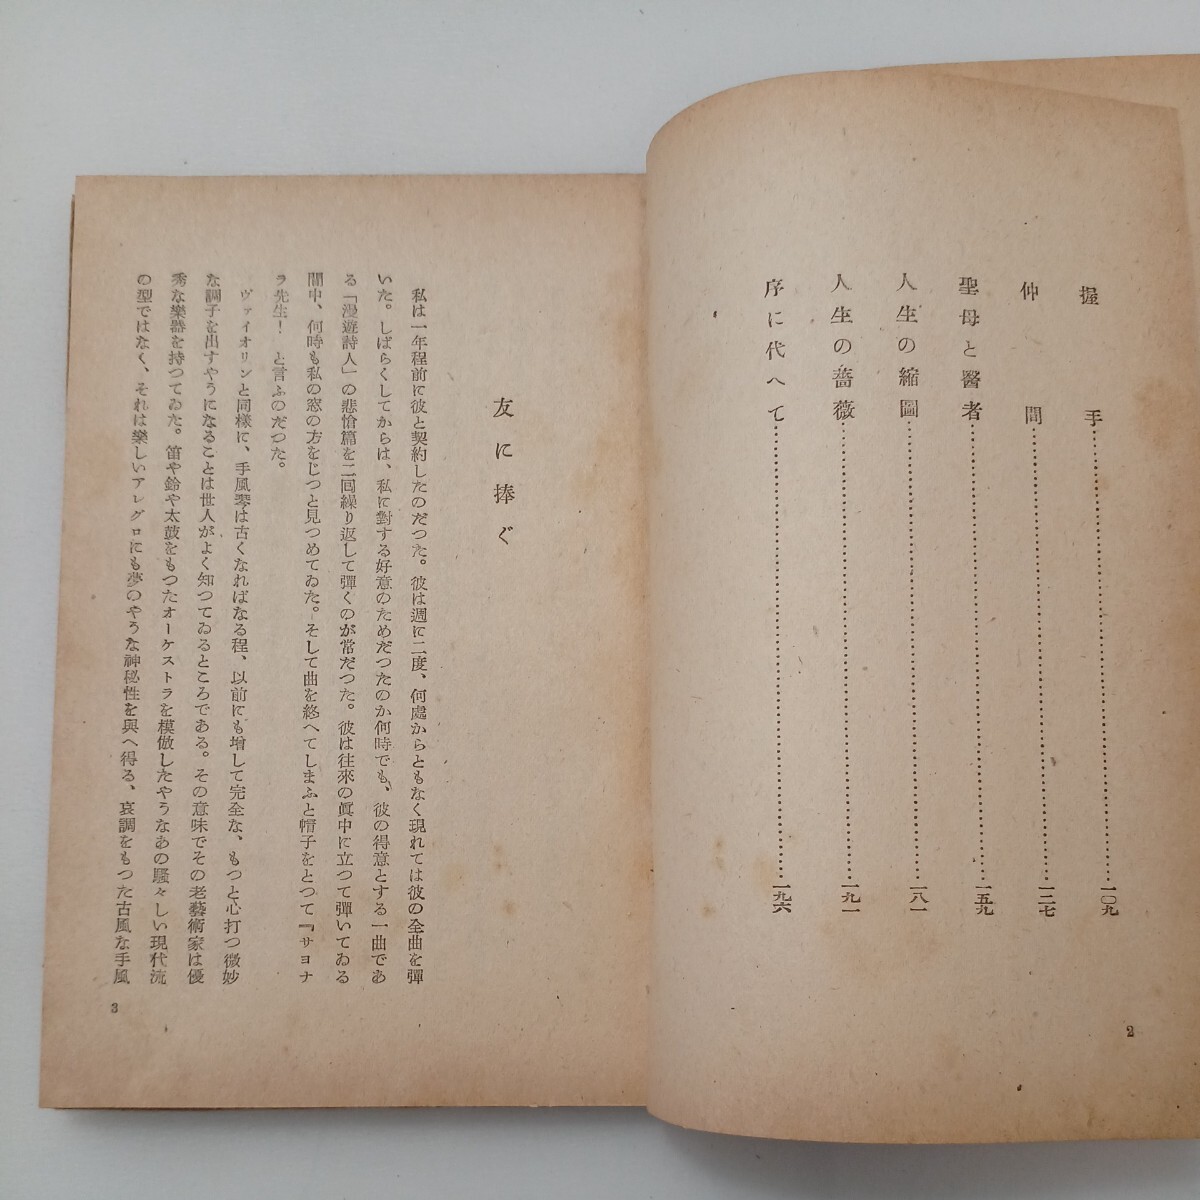 握手……一〇九
仲間……一二七
聖母と醫者……一五九
人生の縮圖……一八一
人生の薔薇……一九一
序に代へて……一九六
2
友に捧ぐ
私は一年程前に彼と契約したのだつた。彼は週に二度、何處からともなく現れては彼の全曲を彈
いた。しばらくしてからは、私に對する好意のためだつたのか何時でも、彼の得意とする一曲であ
る「漫遊詩人」の悲愴篇を二囘繰り返して彈くのが常だつた。彼は往來の眞中に立つて彈いてゐる
間中、何時も私の窓の方をじつと見つめてゐた。そして曲を終へてしまふと帽子をとつて『サヨナ
ラ先生！と言ふのだつた。
ヴァイオリンと同樣に、手風琴は古くなればなる程、以前にも增して完全な、もつと心打つ微妙
な調子を出すやうになることは世人がよく知つてゐるところである。その意味でその老藝術家は優
秀な樂器を持つてゐた。笛や鈴や太鼓をもつたオーケストラを模倣したやうなあの騷々しい現代流
の型ではなく、それは樂しいアレグロにも夢のやうな神秘性を與へ得る、哀調をもつた古風な手風
3